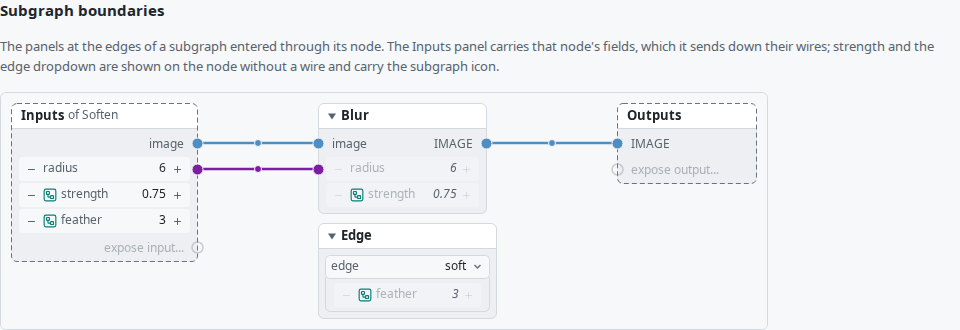 Subgraph boundaries
The panels at the edges of a subgraph entered through its node. The Inputs panel carries that node's fields, which it sends down their wires; strength and the
edge dropdown are shown on the node without a wire and carry the subgraph icon.
Inputs of Soften
image
− radius 6 +
− strength 0.75 +
− feather 3 +
expose input...
Blur
image IMAGE
− radius 6 +
− strength 0.75 +
Edge
edge soft
− feather 3 +
Outputs
IMAGE
expose output...